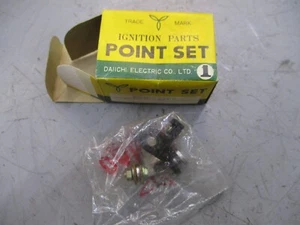 TRADE MARK
IGNITION PARTS
POINT SET
DAIICHI ELECTRIC CO. LTD. 1
POINT SET